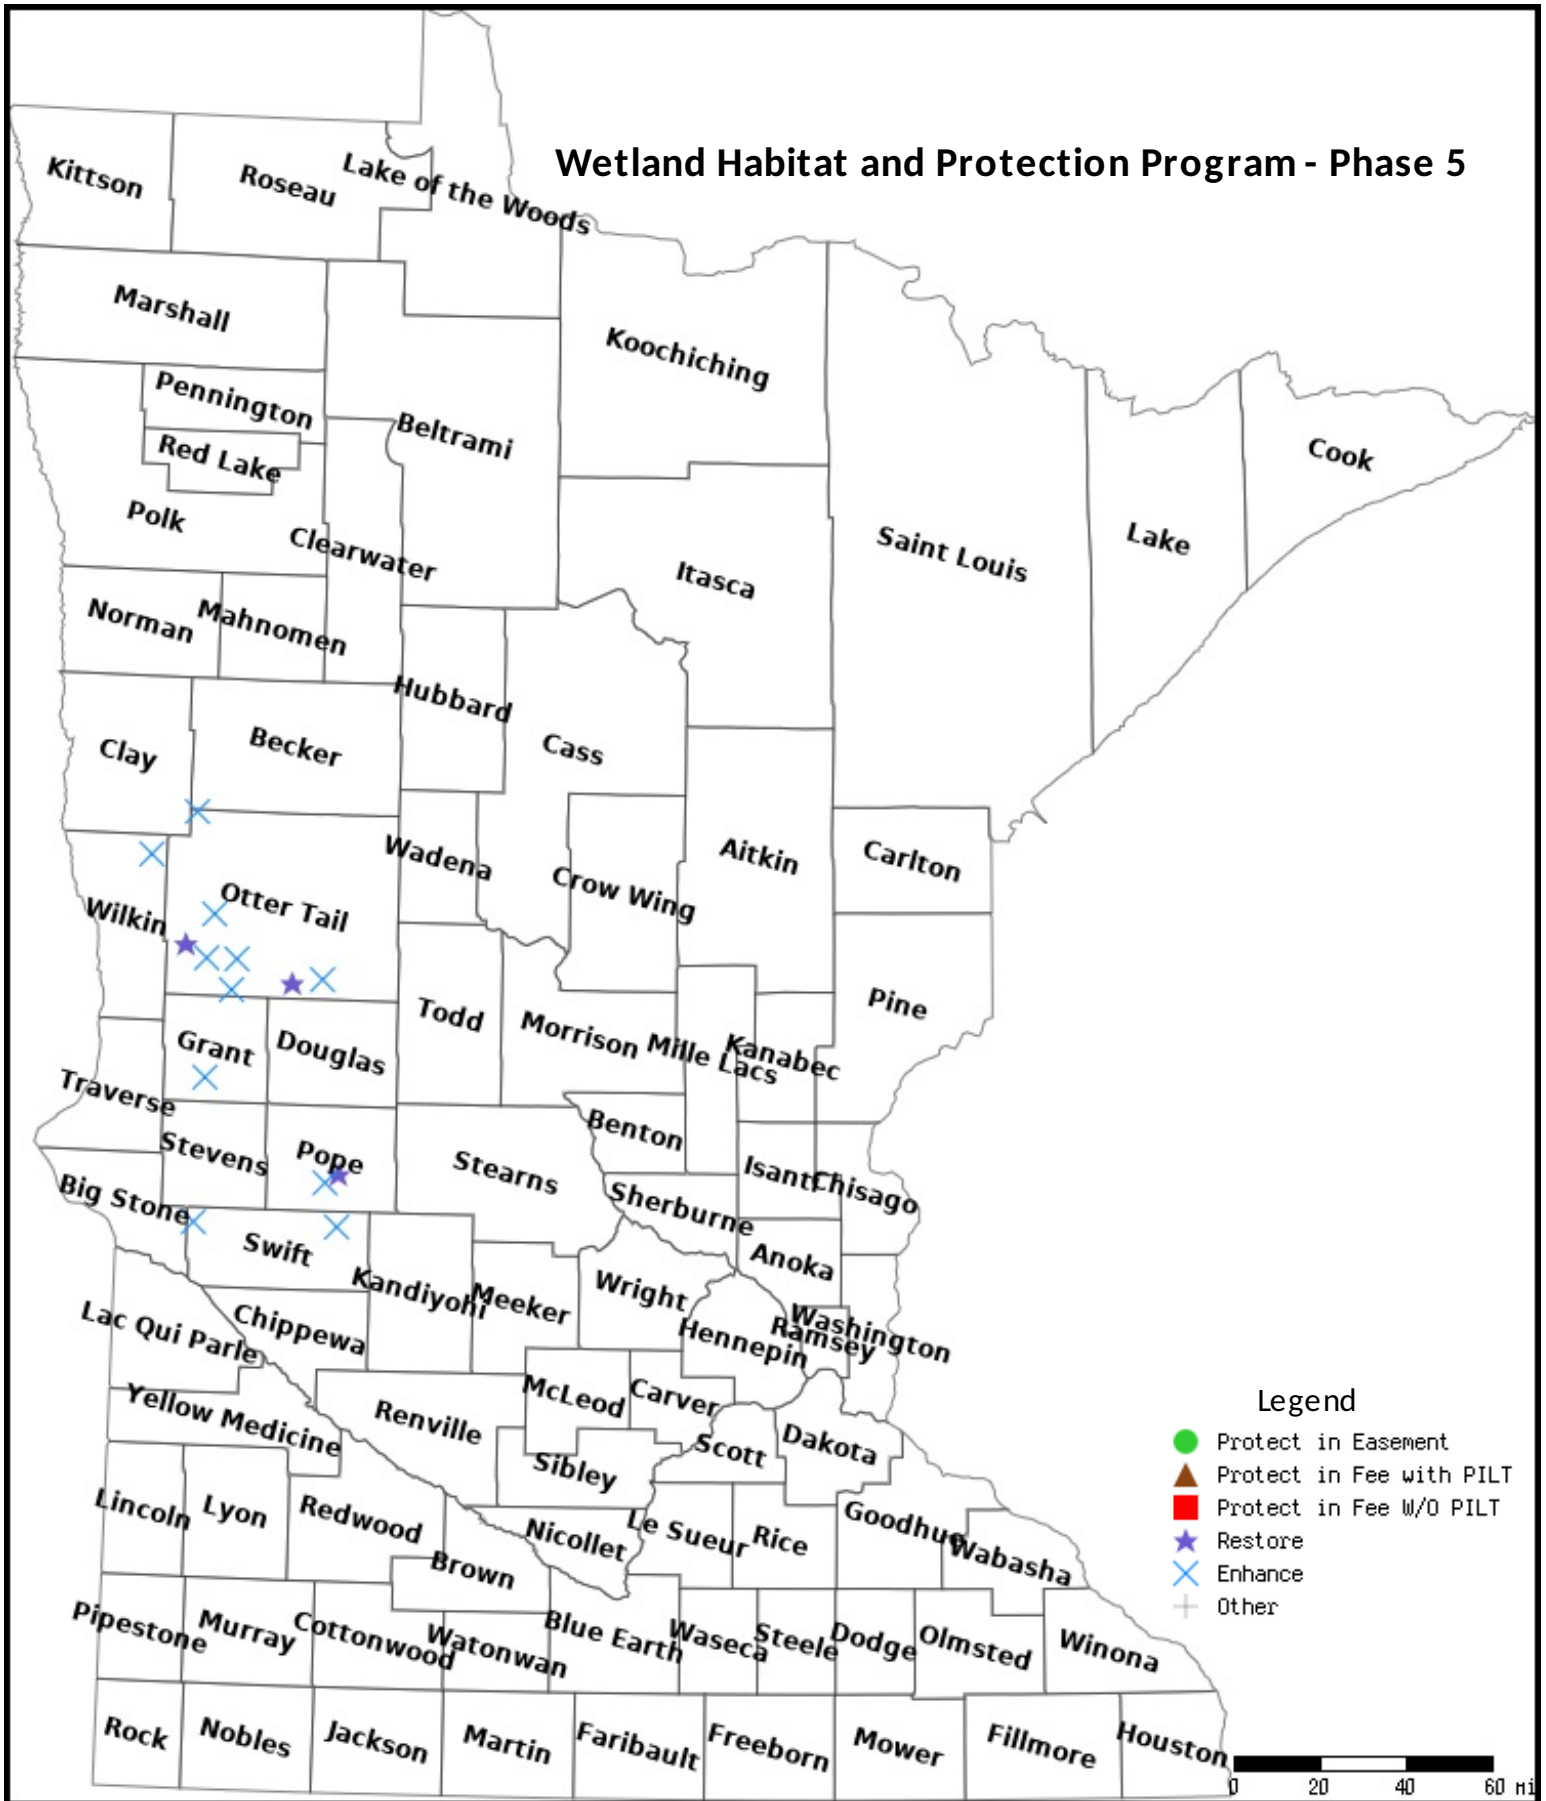 Wetland Habitat and Protection Program - Phase 5
Kittson
Roseau
Lake of the Woods
Marshall
Koochiching
Pennington
Beltrami
Red Lake
Cook
Polk
Clearwater
Saint Louis
Lake
Itasca
Norman
Mahnomen
Hubbard
Clay
Becker
Cass
Wadena
Aitkin
Carlton
Crow Wing
Wilkin
Otter Tail
Pine
Todd
Morrison
Mille Lacs
Kanabec
Grant
Douglas
Traverse
Benton
Stevens
Pope
Stearns
Isanti
Chisago
Big Stone
Sherburne
Swift
Anoka
Kandiyohi
Meeker
Wright
Washington
Ramsey
Hennepin
Lac Qui Parle
Chippewa
McLeod
Carver
Yellow Medicine
Renville
Scott
Dakota
Sibley
Lincoln
Lyon
Redwood
Nicollet
Le Sueur
Rice
Goodhue
Wabasha
Brown
Pipestone
Murray
Cottonwood
Watonwan
Blue Earth
Waseca
Steele
Dodge
Olmsted
Winona
Rock
Nobles
Jackson
Martin
Faribault
Freeborn
Mower
Fillmore
Houston
Legend
Protect in Easement
Protect in Fee with PILT
Protect in Fee W/O PILT
Restore
Enhance
Other
0 20 40 60 mi